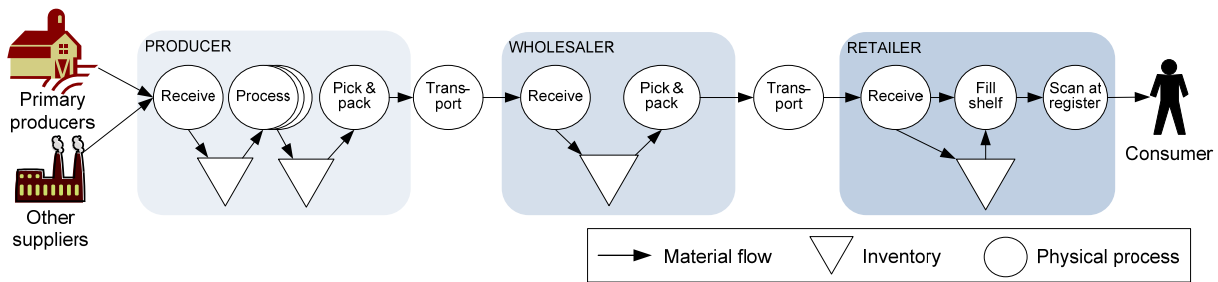 PRODUCER
WHOLESALER
RETAILER
Primary
producers
Receive
Process
Pick &
pack
Trans-
port
Receive
Pick &
pack
Trans-
port
Receive
Fill
shelf
Scan at
register
Consumer
Other
suppliers
Material flow
Inventory
Physical process